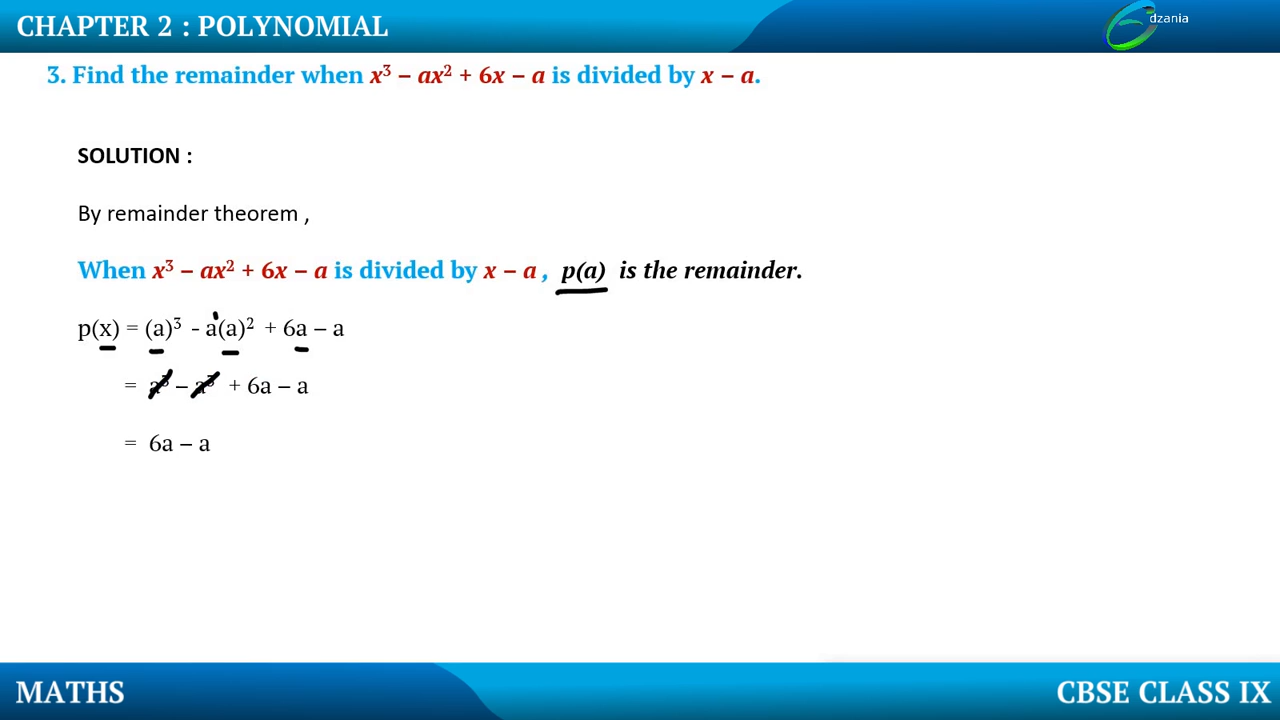 CHAPTER 2 : POLYNOMIAL
Edzania
3. Find the remainder when x³ – ax² + 6x – a is divided by x – a.
SOLUTION :
By remainder theorem ,
When x³ – ax² + 6x – a is divided by x – a , p(a) is the remainder.
p(x) = (a)³ - a(a)² + 6a – a
= a³ – a³ + 6a – a
= 6a – a
MATHS
CBSE CLASS IX